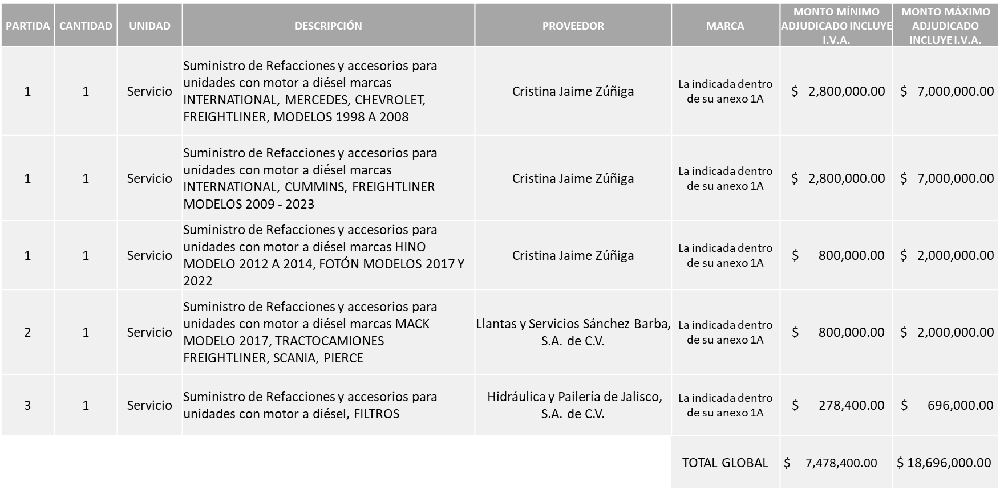 PARTIDA CANTIDAD UNIDAD DESCRIPCIÓN PROVEEDOR MARCA MONTO MÍNIMO ADJUDICADO INCLUYE I.V.A. MONTO MÁXIMO ADJUDICADO INCLUYE I.V.A.
1 1 Servicio
Suministro de Refacciones y accesorios para
unidades con motor a diésel marcas
INTERNATIONAL, MERCEDES, CHEVROLET,
FREIGHTLINER, MODELOS 1998 A 2008
Cristina Jaime Zúñiga
La indicada dentro
de su anexo 1A
$ 2,800,000.00 $ 7,000,000.00
1 1 Servicio
Suministro de Refacciones y accesorios para
unidades con motor a diésel marcas
INTERNATIONAL, CUMMINS, FREIGHTLINER
MODELOS 2009 - 2023
Cristina Jaime Zúñiga
La indicada dentro
de su anexo 1A
$ 2,800,000.00 $ 7,000,000.00
1 1 Servicio
Suministro de Refacciones y accesorios para
unidades con motor a diésel marcas HINO
MODELO 2012 A 2014, FOTÓN MODELOS 2017 Y
2022
Cristina Jaime Zúñiga
La indicada dentro
de su anexo 1A
$ 800,000.00 $ 2,000,000.00
2 1 Servicio
Suministro de Refacciones y accesorios para
unidades con motor a diésel marcas MACK
MODELO 2017, TRACTOCAMIONES
FREIGHTLINER, SCANIA, PIERCE
Llantas y Servicios Sánchez Barba,
S.A. de C.V.
La indicada dentro
de su anexo 1A
$ 800,000.00 $ 2,000,000.00
3 1 Servicio
Suministro de Refacciones y accesorios para
unidades con motor a diésel, FILTROS
Hidráulica y Pailería de Jalisco,
S.A. de C.V.
La indicada dentro
de su anexo 1A
$ 278,400.00 $ 696,000.00
TOTAL GLOBAL $ 7,478,400.00 $ 18,696,000.00